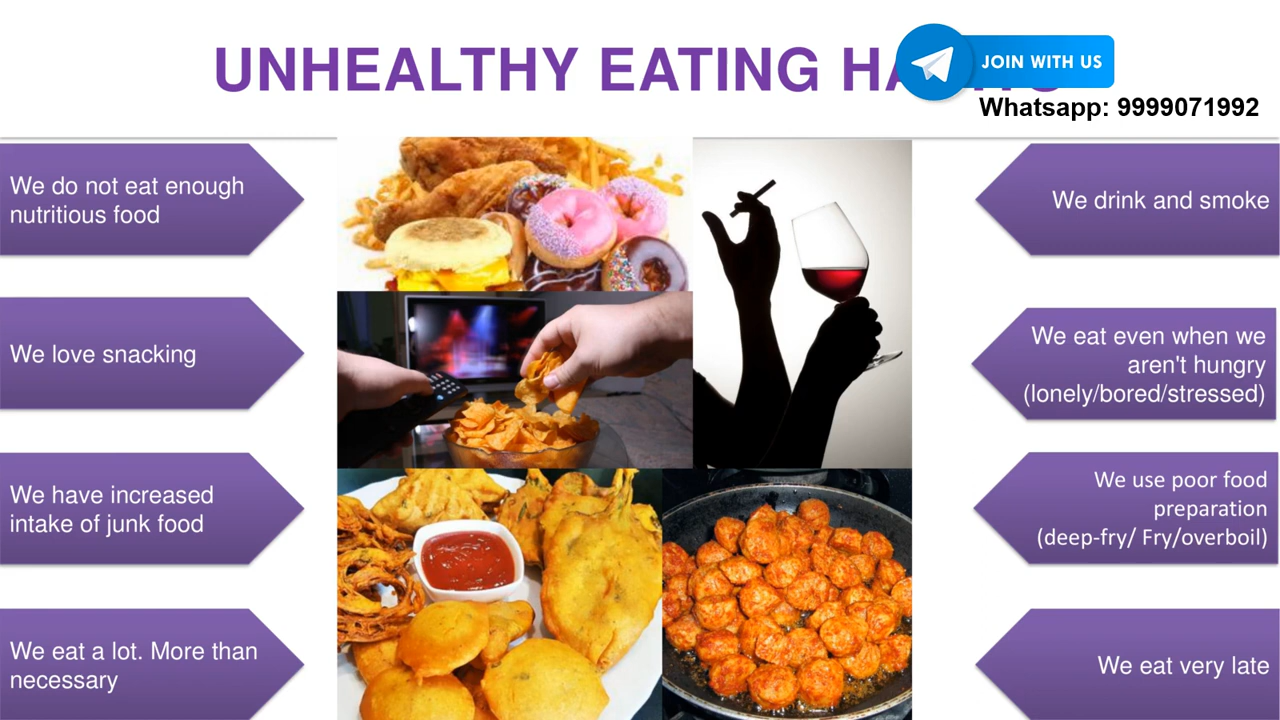 UNHEALTHY EATING
JOIN WITH US
Whatsapp: 9999071992
We do not eat enough
nutritious food
We love snacking
We have increased
intake of junk food
We eat a lot. More than
necessary
We drink and smoke
We eat even when we
aren't hungry
(lonely/bored/stressed)
We use poor food
preparation
(deep-fry/ Fry/overboil)
We eat very late